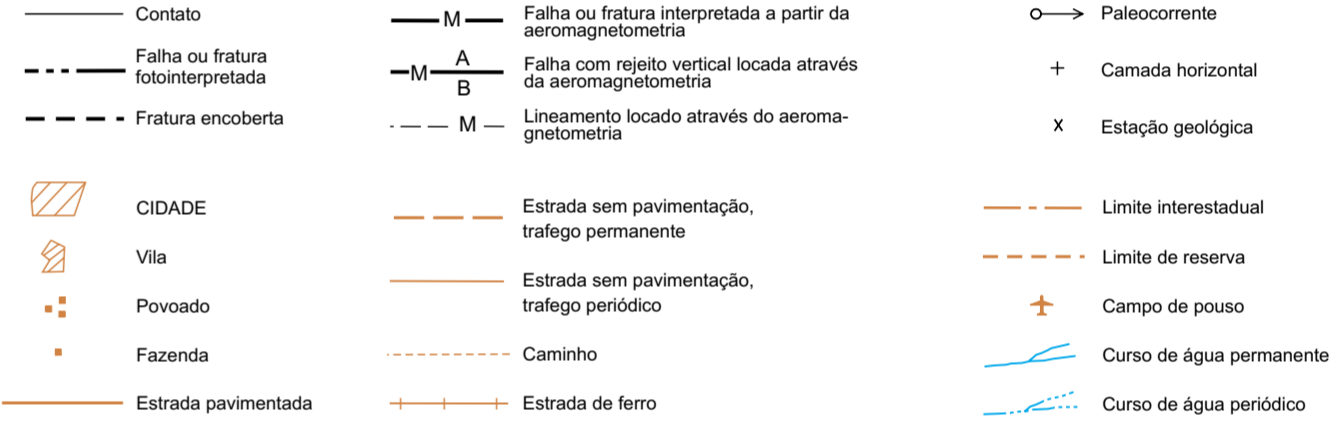 Contato
Falha ou fratura
fotointerpretada
Fratura encoberta
M
Falha ou fratura interpretada a partir da
aeromagnetometria
M
A
B
Falha com rejeito vertical locada através
da aeromagnetometria
M
Lineamento locado através do aeroma-
gnetometria
Paleocorrente
Camada horizontal
x
Estação geológica
CIDADE
Vila
Povoado
Fazenda
Estrada pavimentada
Estrada sem pavimentação,
trafego permanente
Estrada sem pavimentação,
trafego periódico
Caminho
Estrada de ferro
Limite interestadual
Limite de reserva
Campo de pouso
Curso de água permanente
Curso de água periódico